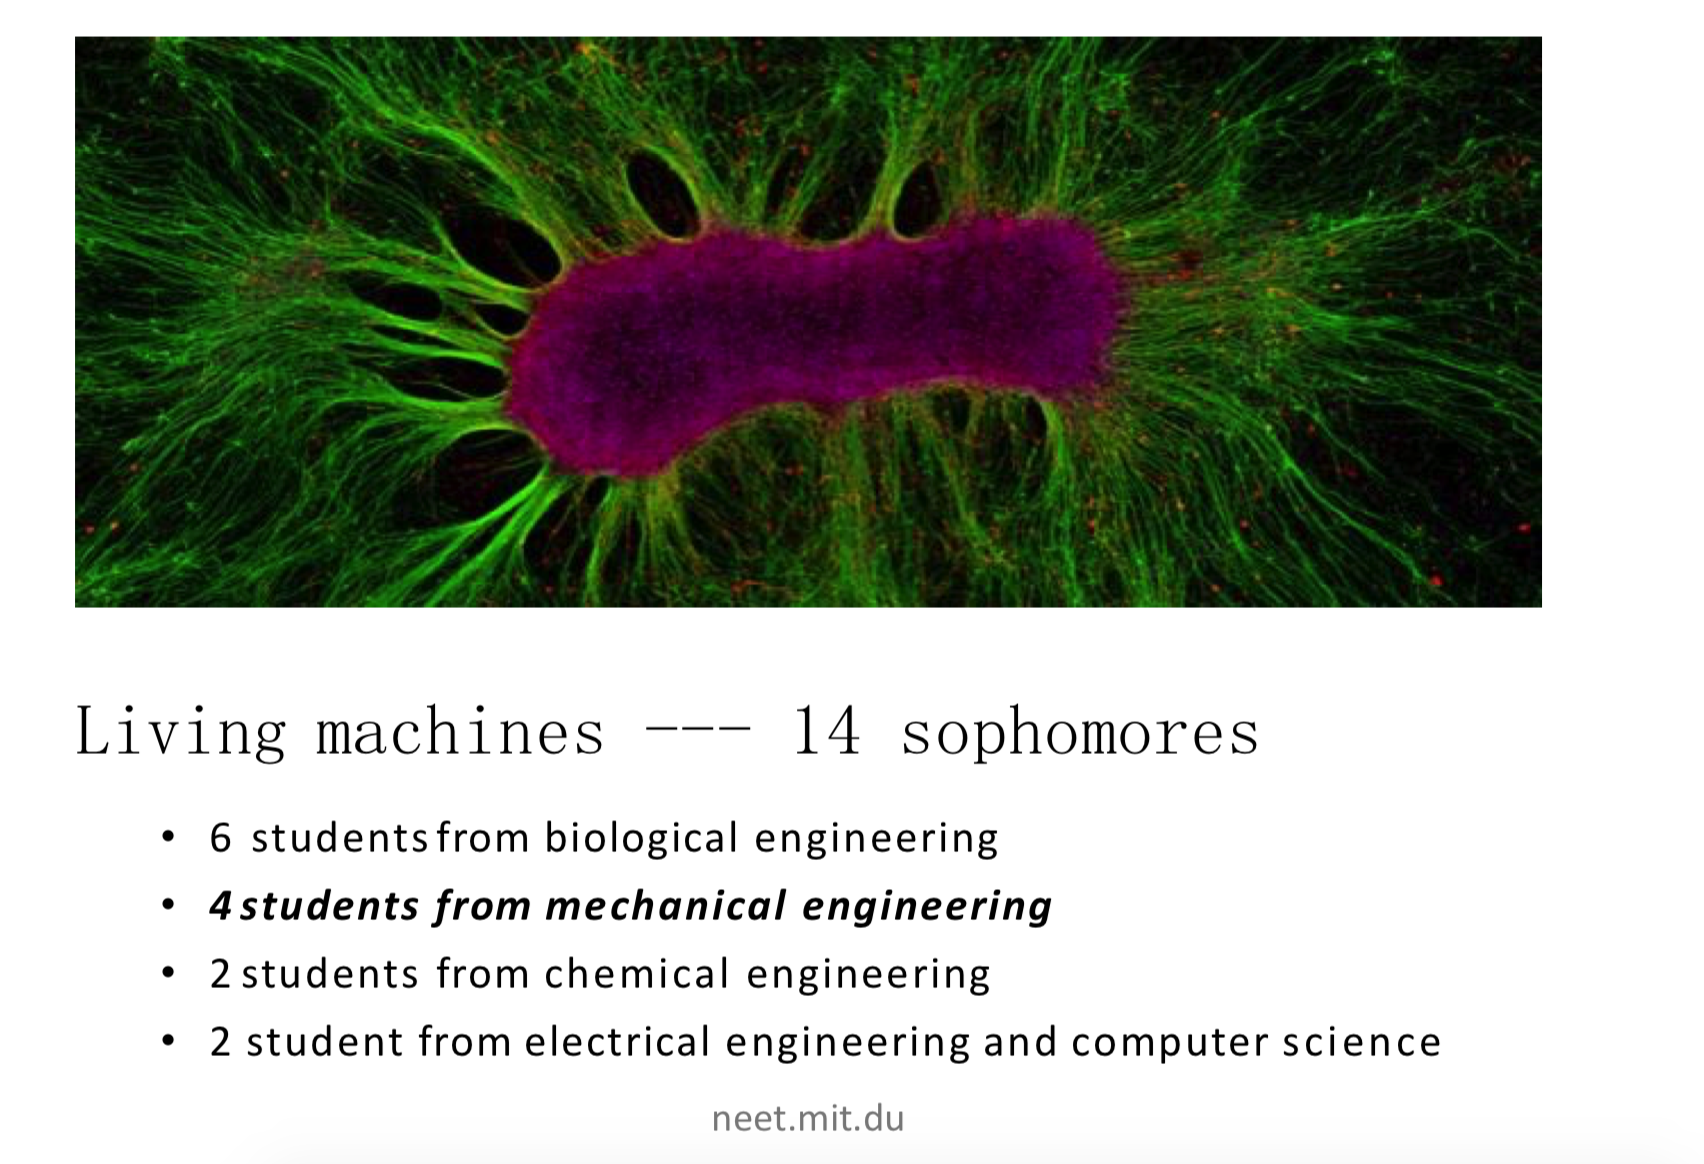 Living machines --- 14 sophomores
• 6 students from biological engineering
• 4 students from mechanical engineering
• 2 students from chemical engineering
• 2 student from electrical engineering and computer science
neet.mit.du